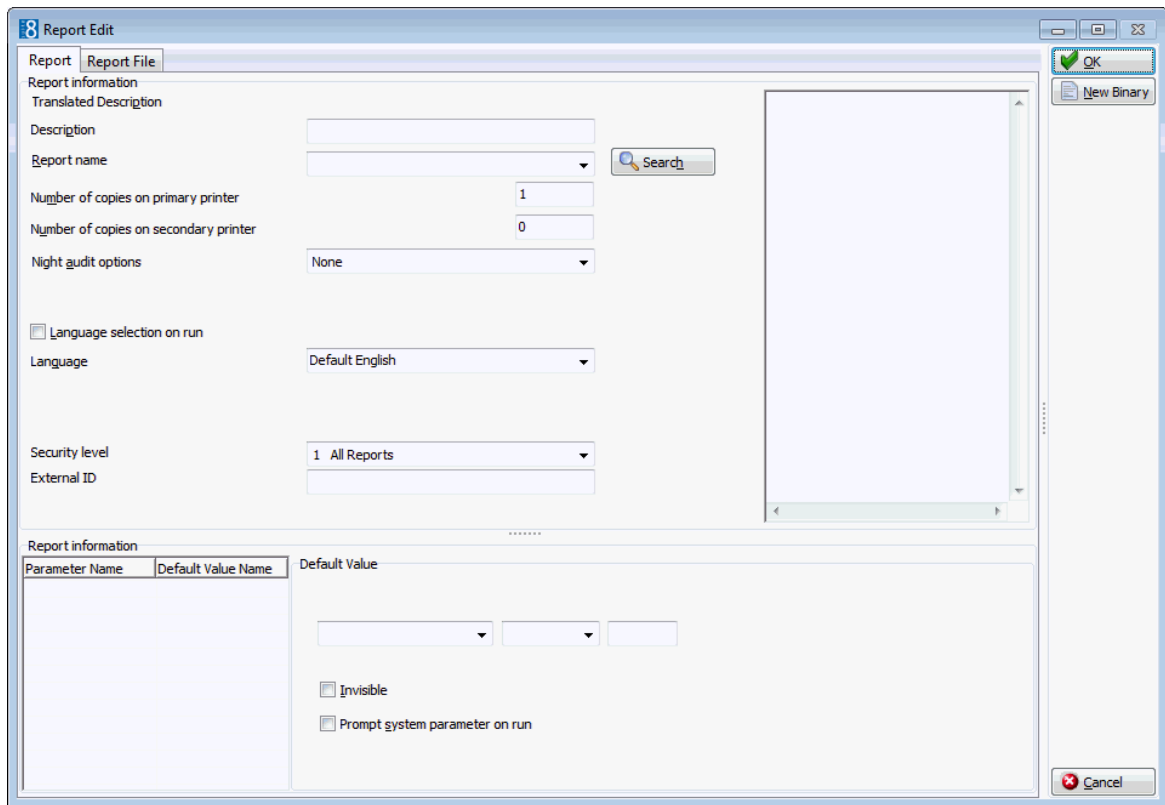 8 Report Edit
Report Report File
OK
New Binary
Report information
Translated Description
Description
Report name Search
Number of copies on primary printer 1
Number of copies on secondary printer 0
Night audit options None
Language selection on run
Language Default English
Security level 1 All Reports
External ID
Report information
Parameter Name Default Value Name Default Value
Invisible
Prompt system parameter on run
Cancel